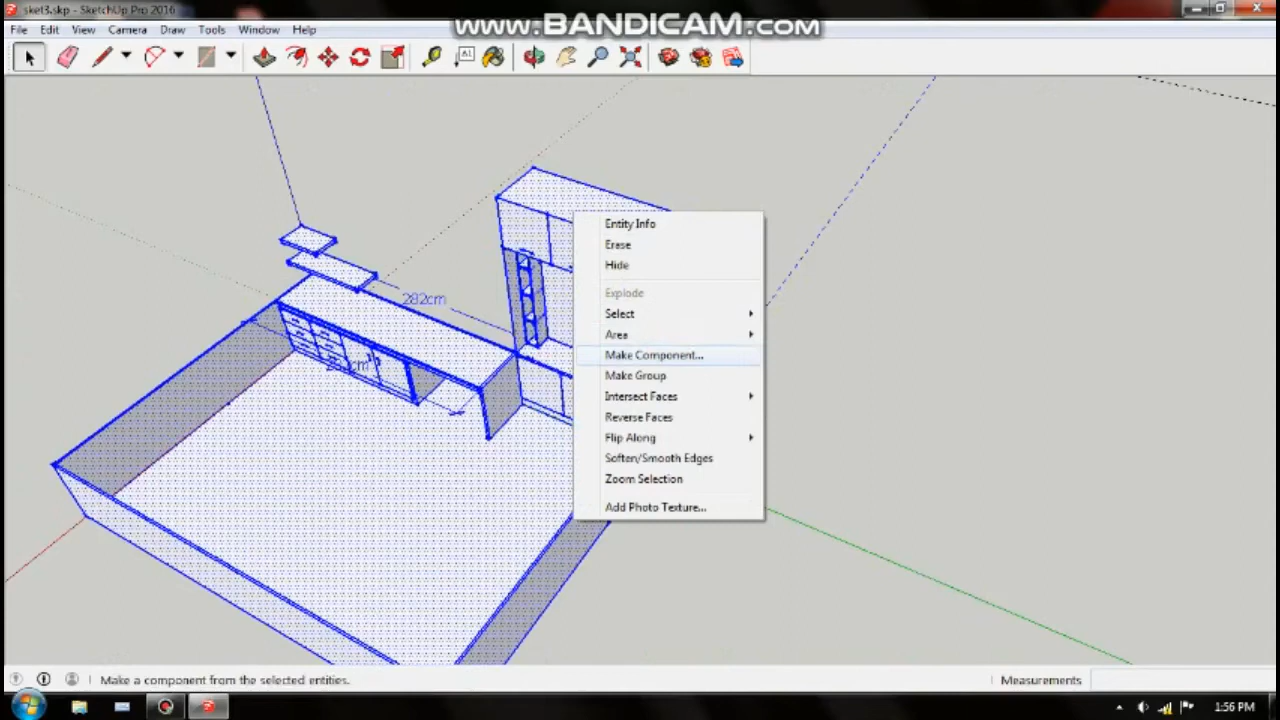 sket3.skp - SketchUp Pro 2016
www.BANDICAM.com
File Edit View Camera Draw Tools Window Help
A1
282cm
Entity Info
Erase
Hide
Explode
Select
Area
Make Component...
Make Group
Intersect Faces
Reverse Faces
Flip Along
Soften/Smooth Edges
Zoom Selection
Add Photo Texture...
Make a component from the selected entities.
Measurements
1:56 PM